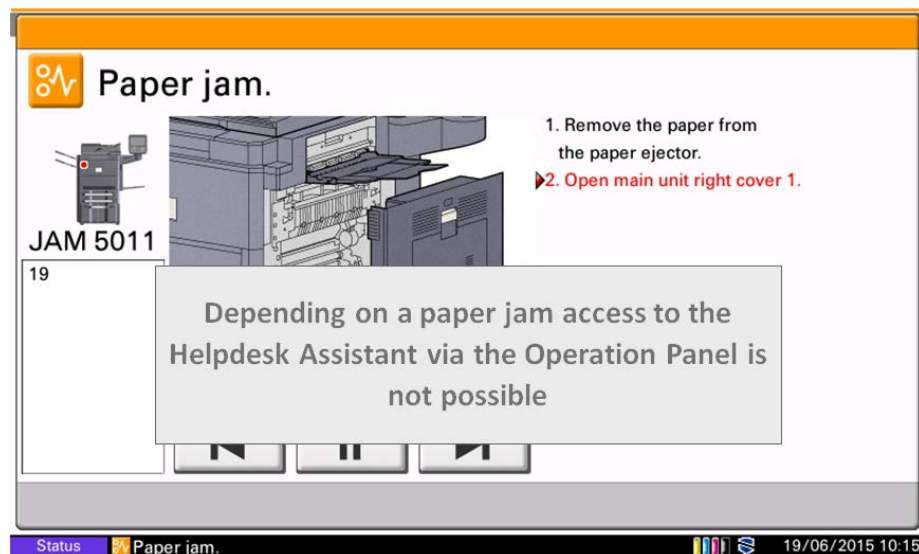 Paper jam.
1. Remove the paper from
the paper ejector.
2. Open main unit right cover 1.
JAM 5011
19
Depending on a paper jam access to the
Helpdesk Assistant via the Operation Panel is
not possible
Status
Paper jam.
19/06/2015 10:15